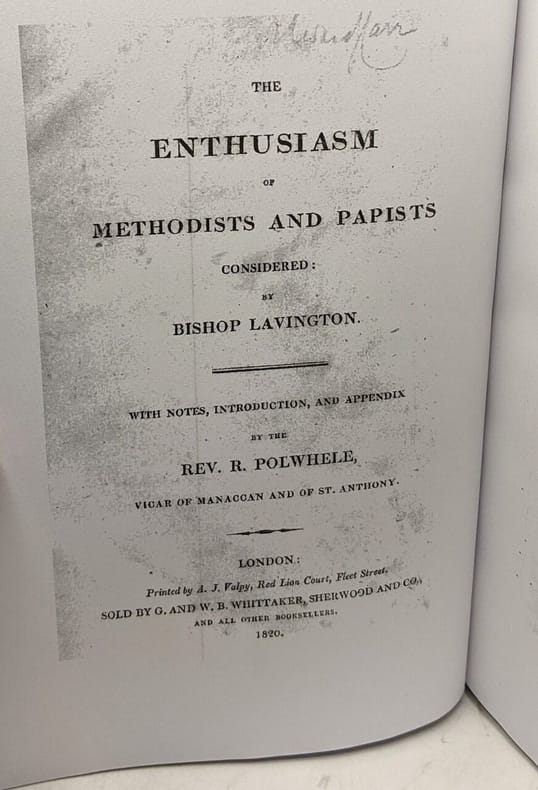 THE
ENTHUSIASM
OF
METHODISTS AND PAPISTS
CONSIDERED:
BY
BISHOP LAVINGTON.
WITH NOTES, INTRODUCTION, AND APPENDIX
BY THE
REV. R. POLWHELE,
VICAR OF MANACCAN AND OF ST. ANTHONY.
LONDON:
Printed by A. J. Valpy, Red Lion Court, Fleet Street.
SOLD BY G. AND W. B. WHITTAKER, SHERWOOD AND CO.,
AND ALL OTHER BOOKSELLERS.
1820.